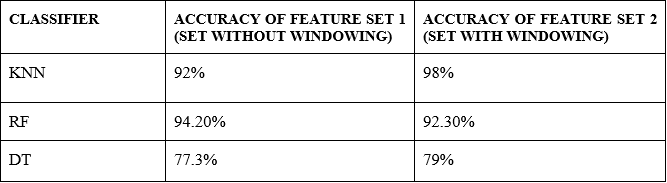 CLASSIFIER ACCURACY OF FEATURE SET 1 ACCURACY OF FEATURE SET 2
(SET WITHOUT WINDOWING) (SET WITH WINDOWING)
KNN 92% 98%
RF 94.20% 92.30%
DT 77.3% 79%